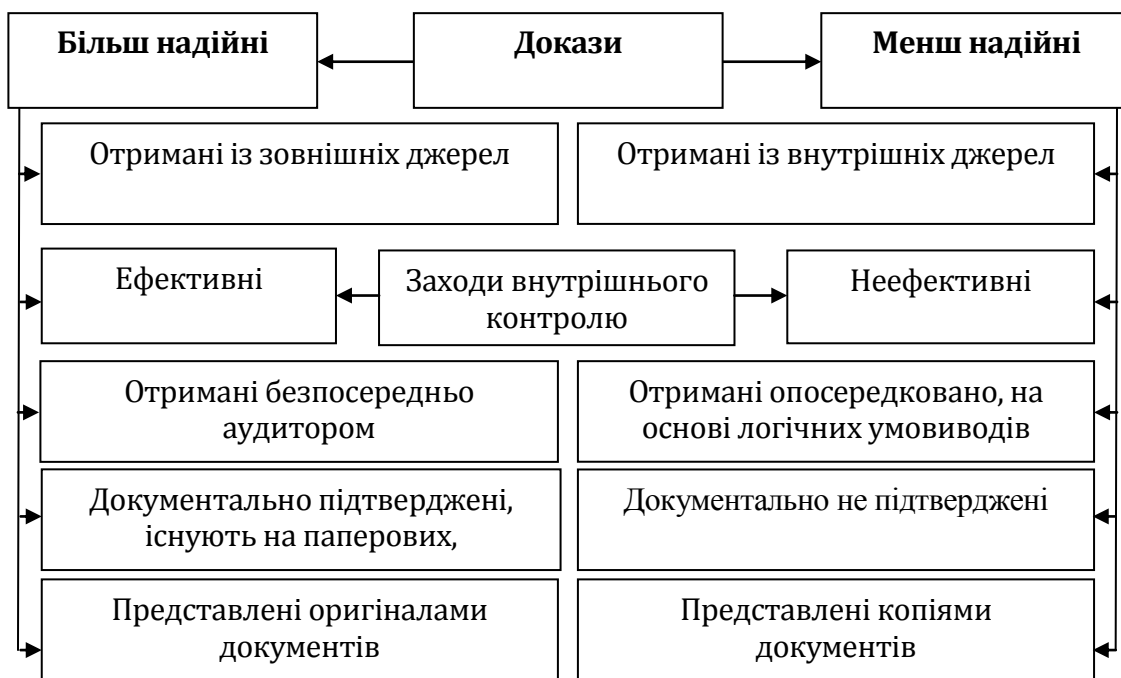 Більш надійні
Докази
Менш надійні
Отримані із зовнішніх джерел
Отримані із внутрішніх джерел
Ефективні
Заходи внутрішнього
контролю
Неефективні
Отримані безпосередньо
аудитором
Отримані опосередковано, на
основі логічних умовиводів
Документально підтверджені,
існують на паперових,
Документально не підтверджені
Представлені оригіналами
документів
Представлені копіями
документів